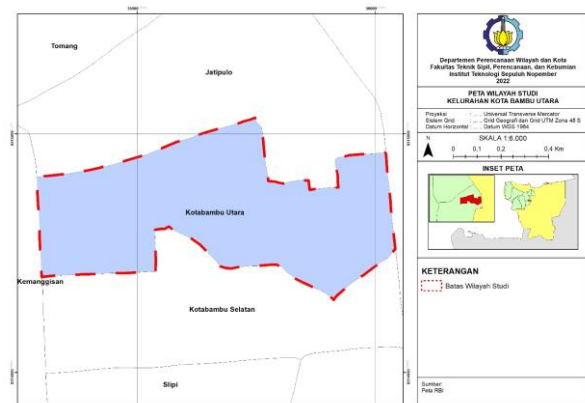 Tomang
Jatipulo
Kotabambu Utara
Kemanggisan
Kotabambu Selatan
Slipi
Departemen Perencanaan Wilayah dan Kota
Fakultas Teknik Sipil, Perencanaan, dan Kebumian
Institut Teknologi Sepuluh Nopember
2022
PETA WILAYAH STUDI
KELURAHAN KOTA BAMBU UTARA
Proyeksi : ..... Universal Transverse Mercator
Sistem Grid : ..... Grid Geografi dan Grid UTM Zona 48 S
Datum Horizontal : ..... Datum WGS 1984
N
SKALA 1:6.000
0 0,1 0,2 0,4 Km
INSET PETA
KETERANGAN
Batas Wilayah Studi
Sumber:
Peta RBI